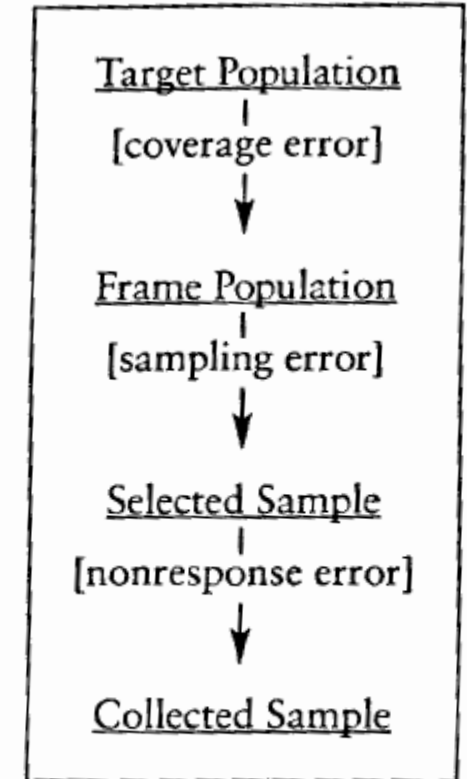 Target Population
[coverage error]
Frame Population
[sampling error]
Selected Sample
[nonresponse error]
Collected Sample